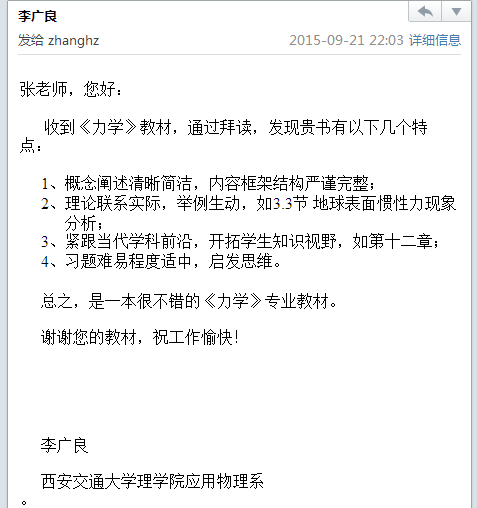 李广良
发给 zhanghz 2015-09-21 22:03 详细信息
张老师，您好：
收到《力学》教材，通过拜读，发现贵书有以下几个特
点：
1、概念阐述清晰简洁，内容框架结构严谨完整；
2、理论联系实际，举例生动，如3.3节 地球表面惯性力现象
分析；
3、紧跟当代学科前沿，开拓学生知识视野，如第十二章；
4、习题难易程度适中，启发思维。
总之，是一本很不错的《力学》专业教材。
谢谢您的教材，祝工作愉快！
李广良
西安交通大学理学院应用物理系
。